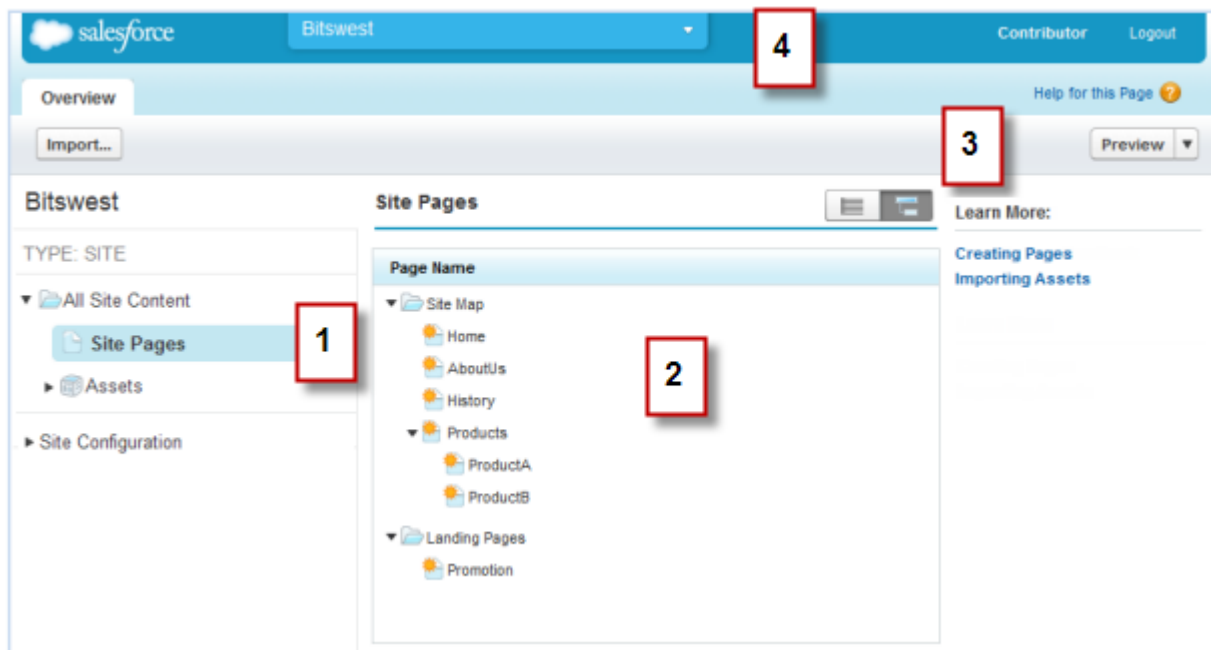 salesforce
Bitswest
4
Contributor
Logout
Overview
Help for this Page ?
Import...
3
Preview
Bitswest
Site Pages
Learn More:
TYPE: SITE
Page Name
Creating Pages
Importing Assets
All Site Content
Site Pages
1
Assets
Site Configuration
Site Map
Home
AboutUs
2
History
Products
ProductA
ProductB
Landing Pages
Promotion